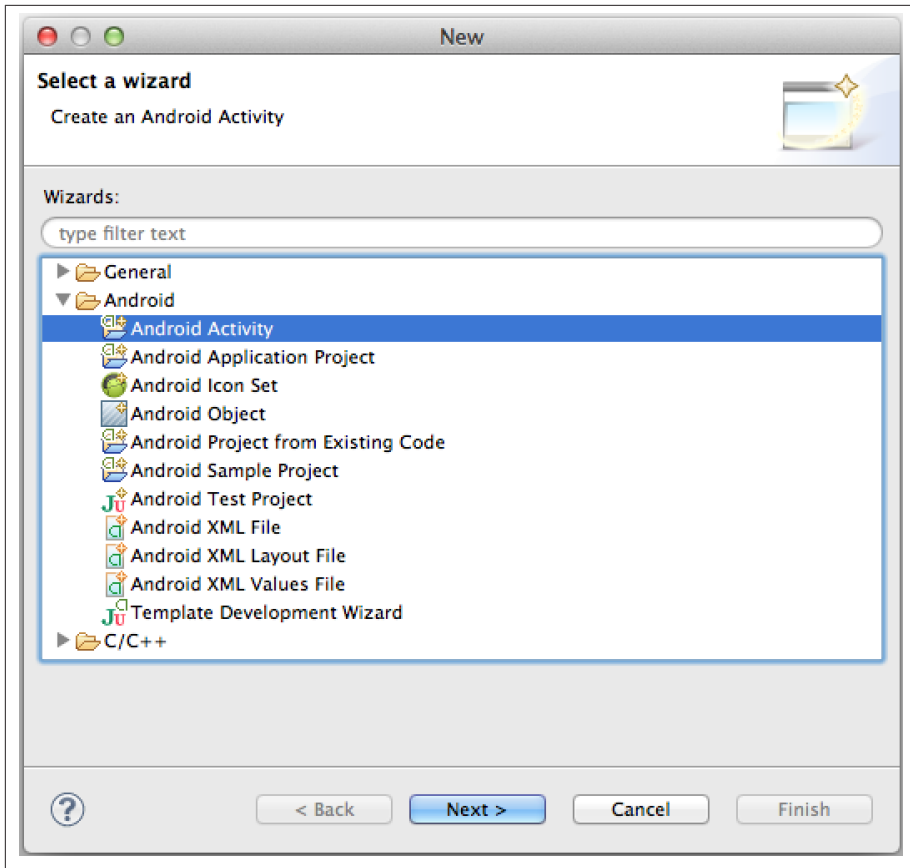 New
Select a wizard
Create an Android Activity
Wizards:
type filter text
General
Android
Android Activity
Android Application Project
Android Icon Set
Android Object
Android Project from Existing Code
Android Sample Project
Android Test Project
Android XML File
Android XML Layout File
Android XML Values File
Template Development Wizard
C/C++
? < Back Next > Cancel Finish